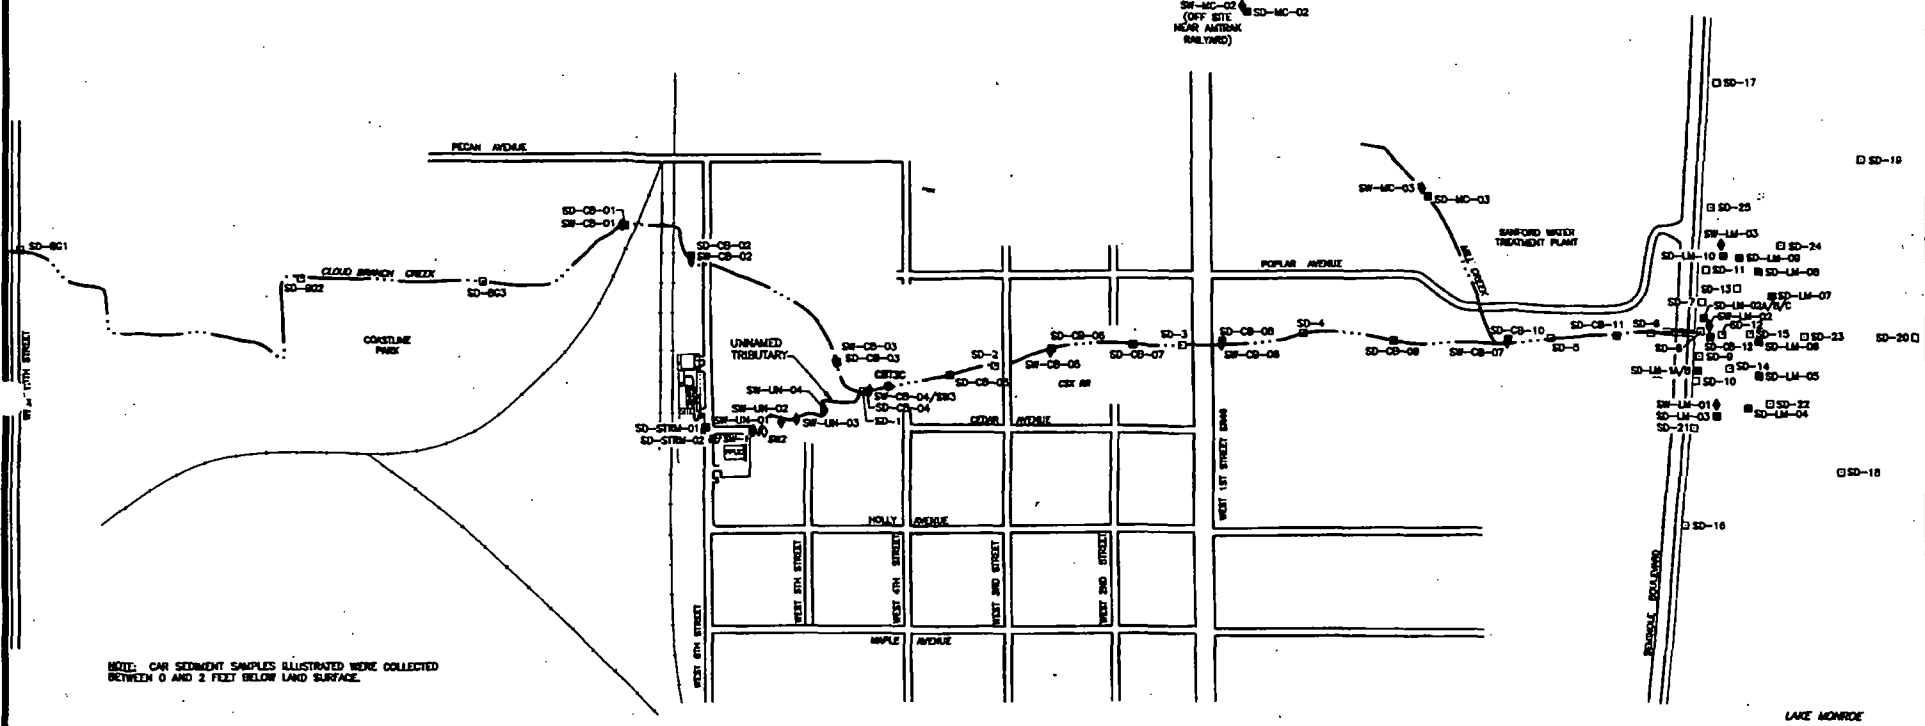 SW-MC-02
SD-MC-02
(OFF SITE
NEAR AMTRAK
RAILYARD)
SD-17
PECAN AVENUE
SD-19
SW-MC-03
SD-MC-03
SD-CB-01
SW-CB-01
SD-25
SANFORD WATER
TREATMENT PLANT
SW-LM-03
SD-BG1
SD-CB-02
SW-CB-02
SD-24
SD-LM-10
SD-LM-09
MILL CREEK
POPLAR AVENUE
SD-11
SD-LM-08
CLOUD BRANCH CREEK
SD-BG2
SD-BG3
SD-13
SD-LM-07
SD-7
SD-LM-02A/B/C
SW-LM-02
SD-12
COASTLINE
PARK
UNNAMED
TRIBUTARY
SW-CB-03
SD-CB-03
SD-2
SD-CB-06
SW-CB-06
SD-CB-07
SD-3
SD-CB-08
SW-CB-08
SD-4
SD-CB-09
SD-CB-10
SW-CB-07
SD-5
SD-CB-11
SD-6
SD-8
SD-CB-12
SD-15
SD-LM-06
SD-23
SD-20
SD-9
SD-14
SD-LM-1A/B
SD-10
SD-LM-05
CBT3C
CSX RR
SD-CB-05
SW-UN-04
SW-CB-04/SW3
SD-CB-04
SD-1
SW-UN-02
SW-UN-01
SW-UN-03
SW2
SD-STRM-01
SD-STRM-02
CEDAR AVENUE
SW-LM-01
SD-LM-03
SD-22
SD-LM-04
SD-21
SD-18
WEST 1ST STREET
HOLLY AVENUE
SD-16
WEST 6TH STREET
WEST 5TH STREET
WEST 4TH STREET
WEST 3RD STREET
WEST 2ND STREET
SEMINOLE BOULEVARD
MAPLE AVENUE
NOTE: CAR SEDIMENT SAMPLES ILLUSTRATED WERE COLLECTED
BETWEEN 0 AND 2 FEET BELOW LAND SURFACE.
LAKE MONROE